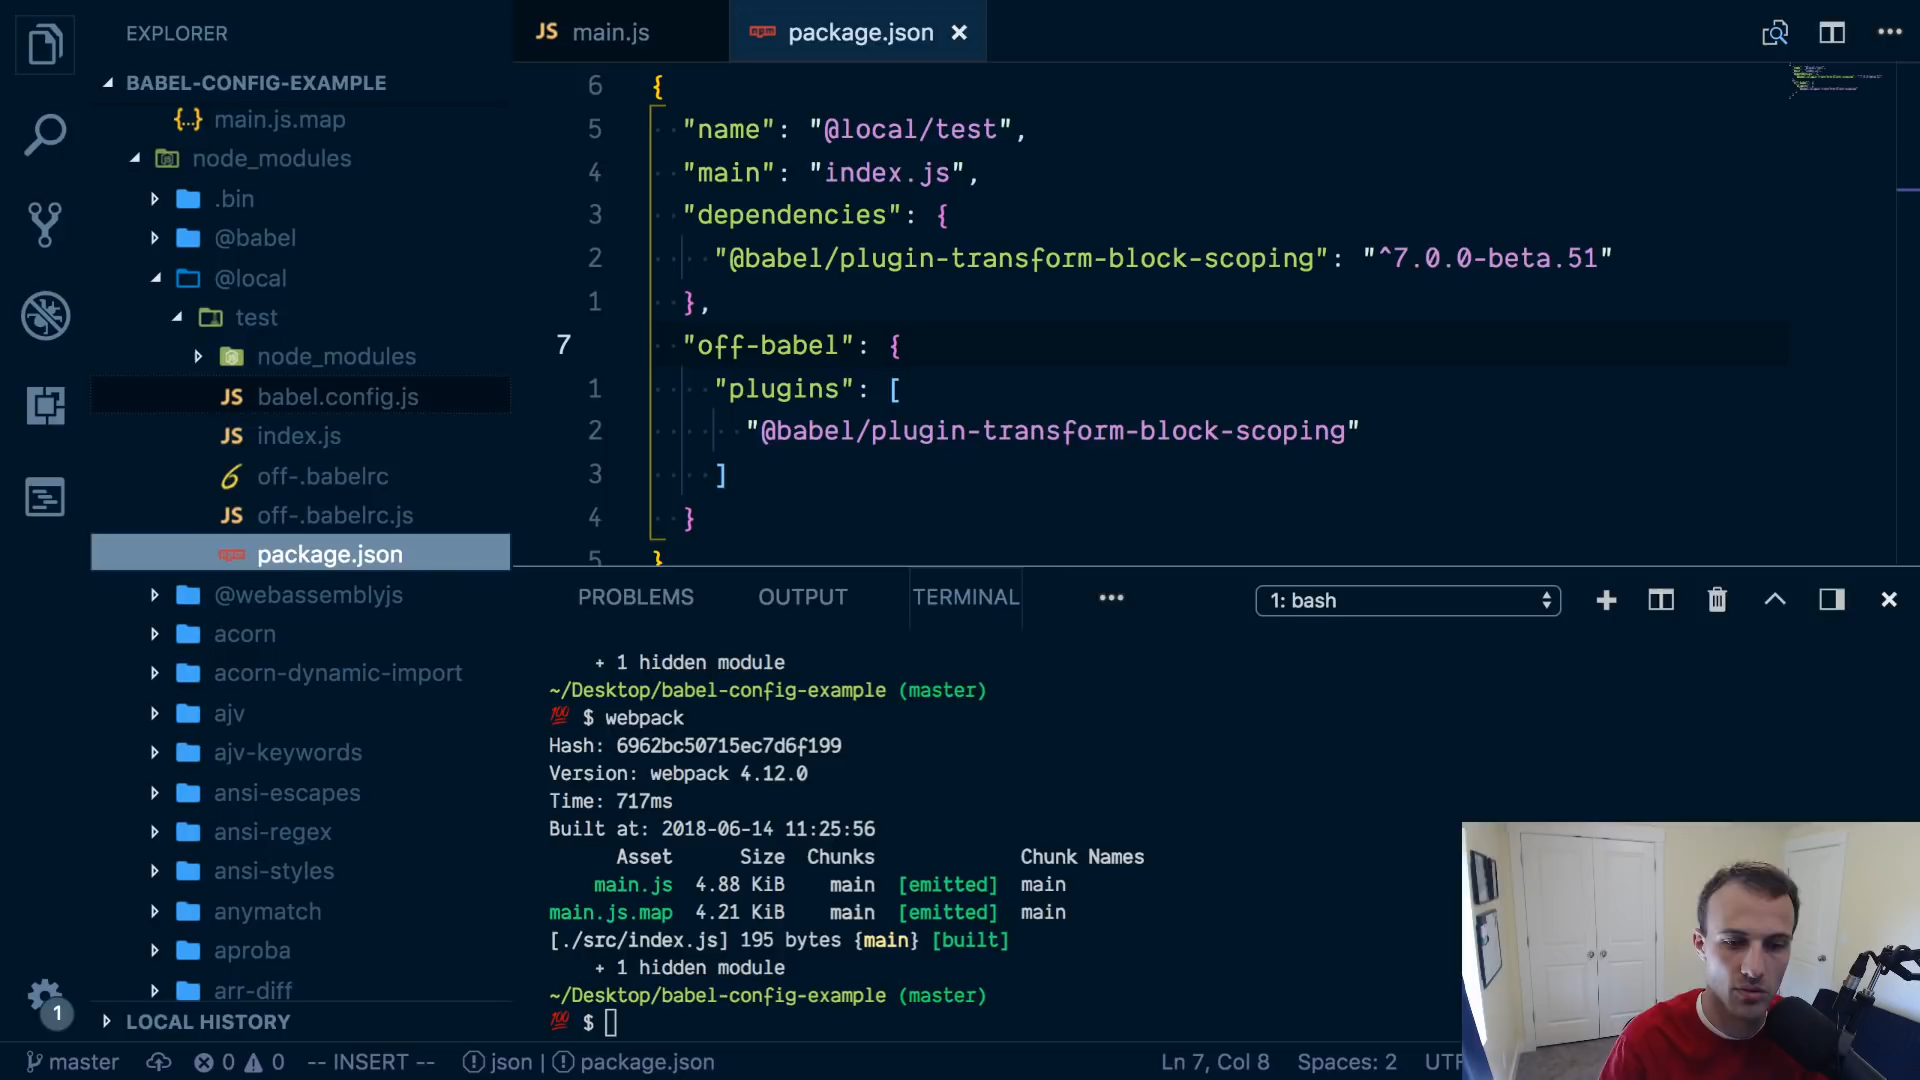 EXPLORER
BABEL-CONFIG-EXAMPLE
{..} main.js.map
node_modules
.bin
@babel
@local
test
node_modules
JS babel.config.js
JS index.js
off-.babelrc
JS off-.babelrc.js
package.json
@webassemblyjs
acorn
acorn-dynamic-import
ajv
ajv-keywords
ansi-escapes
ansi-regex
ansi-styles
anymatch
aproba
arr-diff
LOCAL HISTORY
1
JS main.js
npm package.json
6 {
5 "name": "@local/test",
4 "main": "index.js",
3 "dependencies": {
2 "@babel/plugin-transform-block-scoping": "^7.0.0-beta.51"
1 },
7 "off-babel": {
1 "plugins": [
2 "@babel/plugin-transform-block-scoping"
3 ]
4 }
5 }
PROBLEMS OUTPUT TERMINAL ••• 1: bash
+ 1 hidden module
~/Desktop/babel-config-example (master)
💯 $ webpack
Hash: 6962bc50715ec7d6f199
Version: webpack 4.12.0
Time: 717ms
Built at: 2018-06-14 11:25:56
Asset Size Chunks Chunk Names
main.js 4.88 KiB main [emitted] main
main.js.map 4.21 KiB main [emitted] main
[./src/index.js] 195 bytes {main} [built]
+ 1 hidden module
~/Desktop/babel-config-example (master)
💯 $
master 0 0 -- INSERT -- json | package.json Ln 7, Col 8 Spaces: 2 UTF